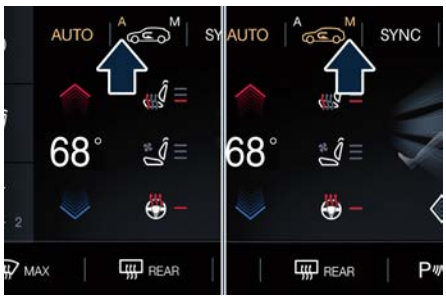 AUTO A M SY
68°
2
MAX REAR
AUTO A M SYNC
68°
REAR P